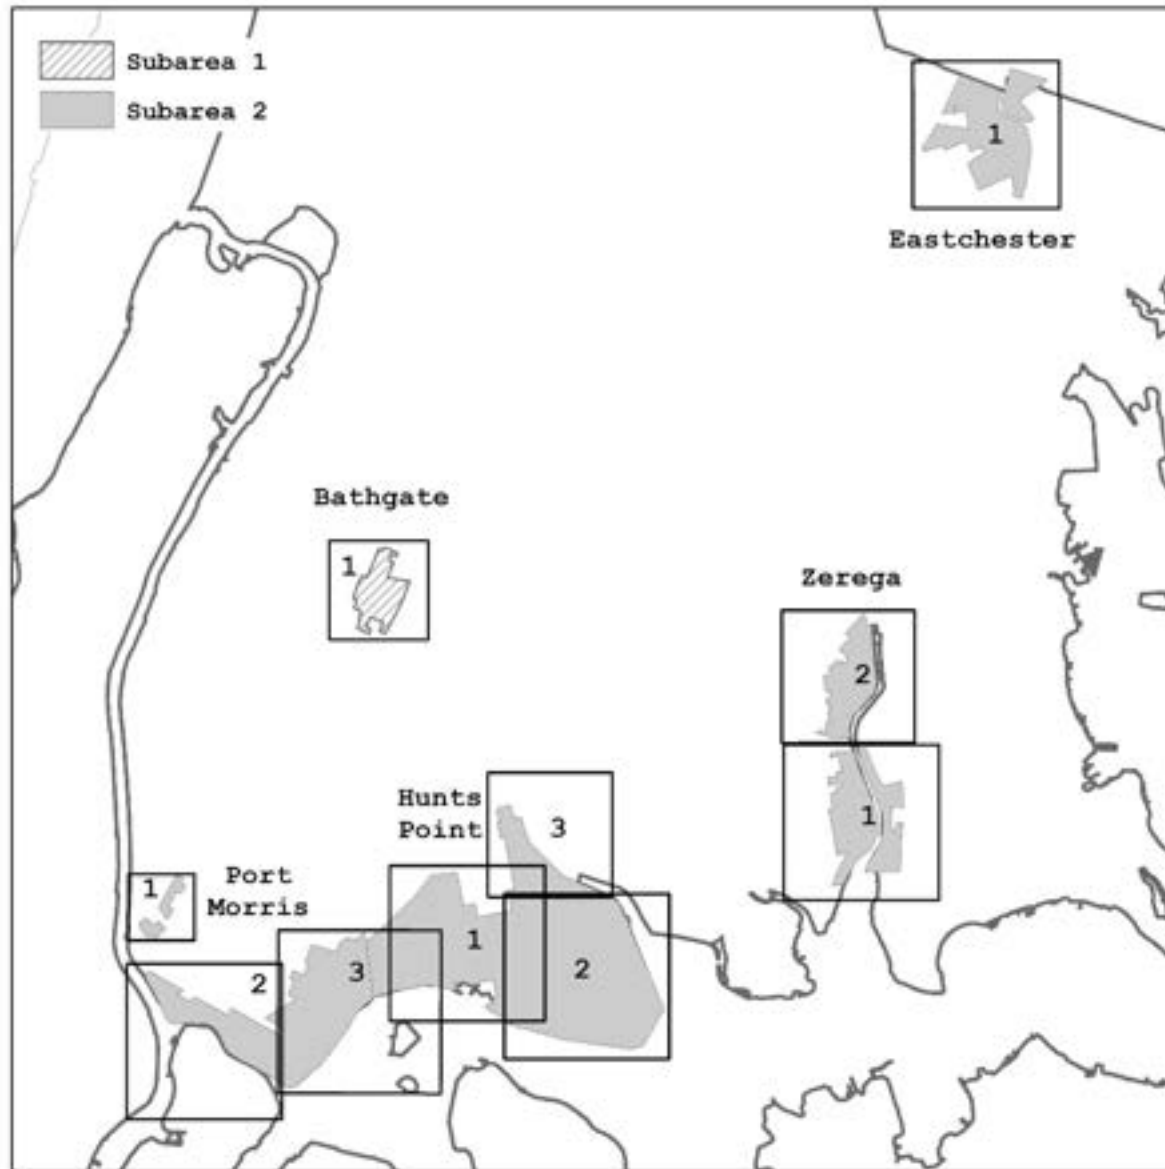 Subarea 1
Subarea 2
1
Eastchester
Bathgate
1
Zerega
2
1
Hunts
Point
3
1
2
Port
Morris
1
2
3